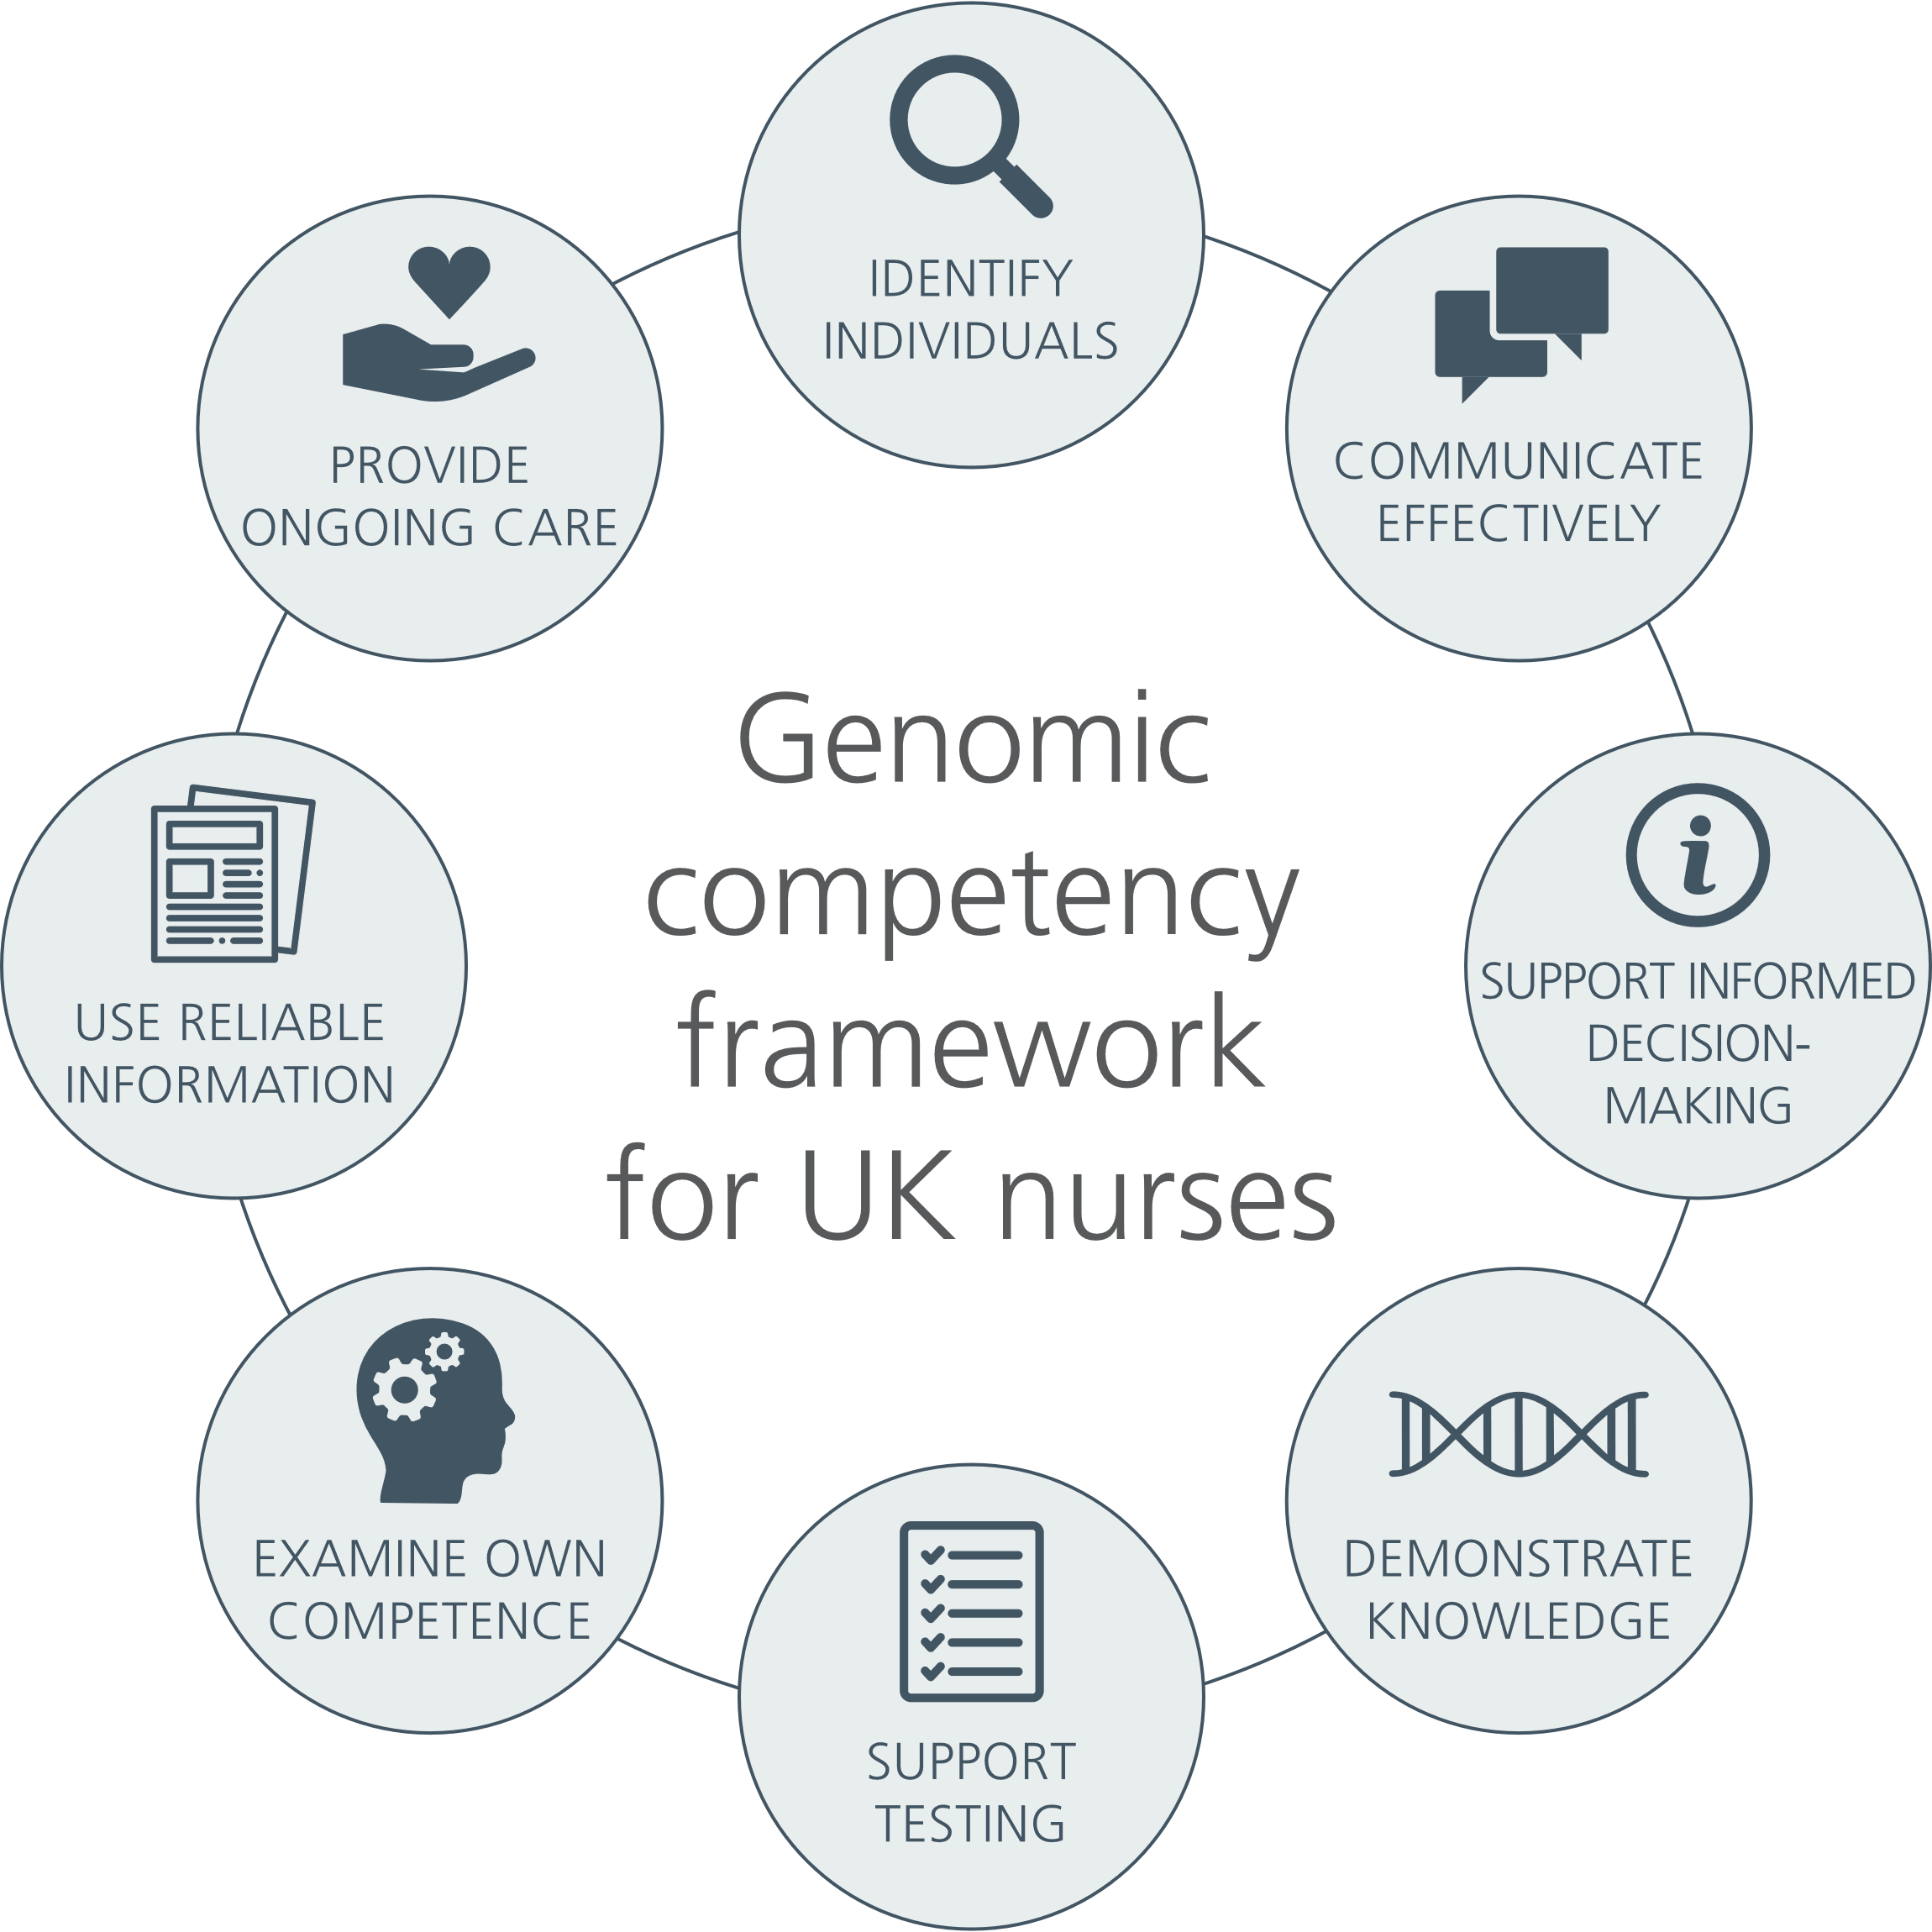 IDENTIFY
INDIVIDUALS
COMMUNICATE
EFFECTIVELY
SUPPORT INFORMED
DECISION-
MAKING
DEMONSTRATE
KNOWLEDGE
SUPPORT
TESTING
EXAMINE OWN
COMPETENCE
USE RELIABLE
INFORMATION
PROVIDE
ONGOING CARE
Genomic
competency
framework
for UK nurses